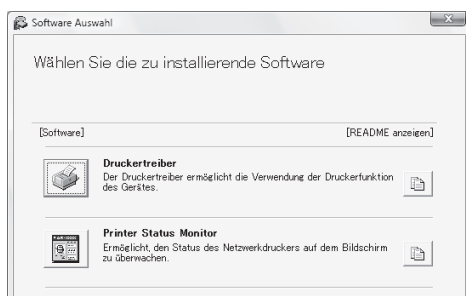 Software Auswahl
Wählen Sie die zu installierende Software
[Software] [README anzeigen]
Druckertreiber
Der Druckertreiber ermöglicht die Verwendung der Druckerfunktion
des Gerätes.
Printer Status Monitor
Ermöglicht, den Status des Netzwerkdruckers auf dem Bildschirm
zu überwachen.